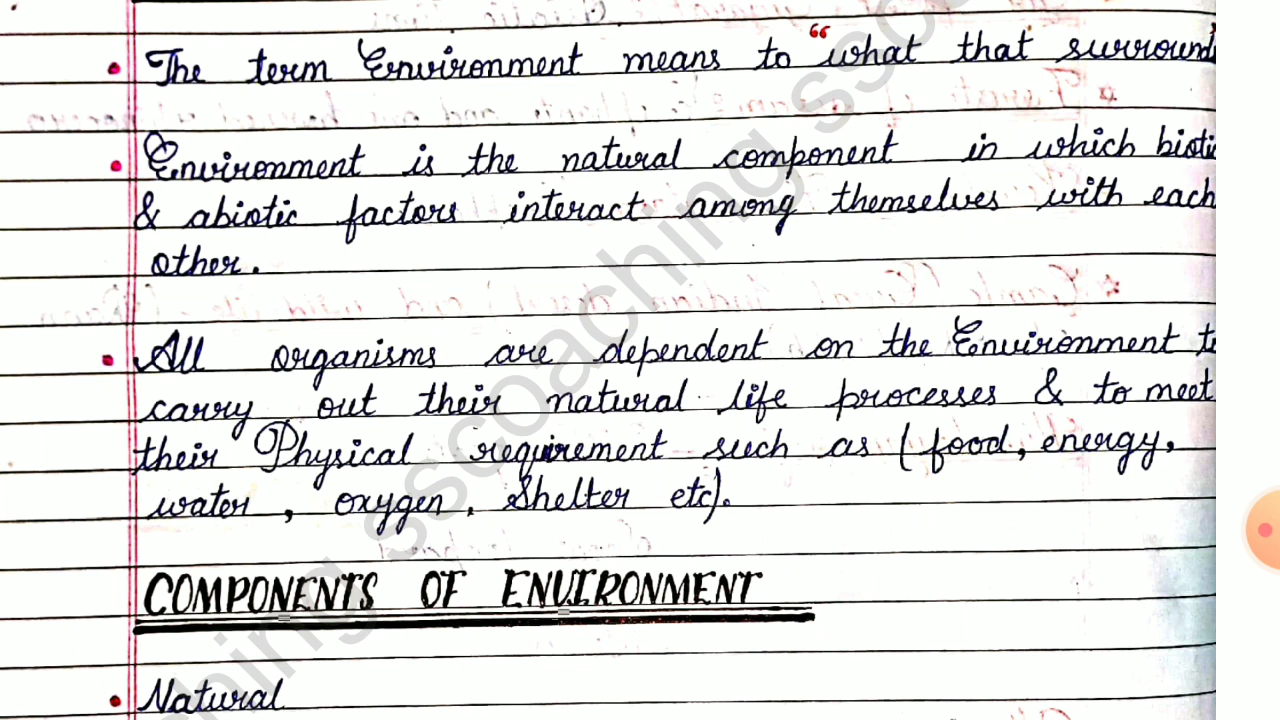 • The term Environment means to “what that surround
• Environment is the natural component in which biotic
& abiotic factors interact among themselves with each
other.
• All organisms are dependent on the Environment to
carry out their natural life processes & to meet
their Physical requirement such as (food, energy,
water, oxygen, Shelter etc).
COMPONENTS OF ENVIRONMENT
• Natural
sscoaching